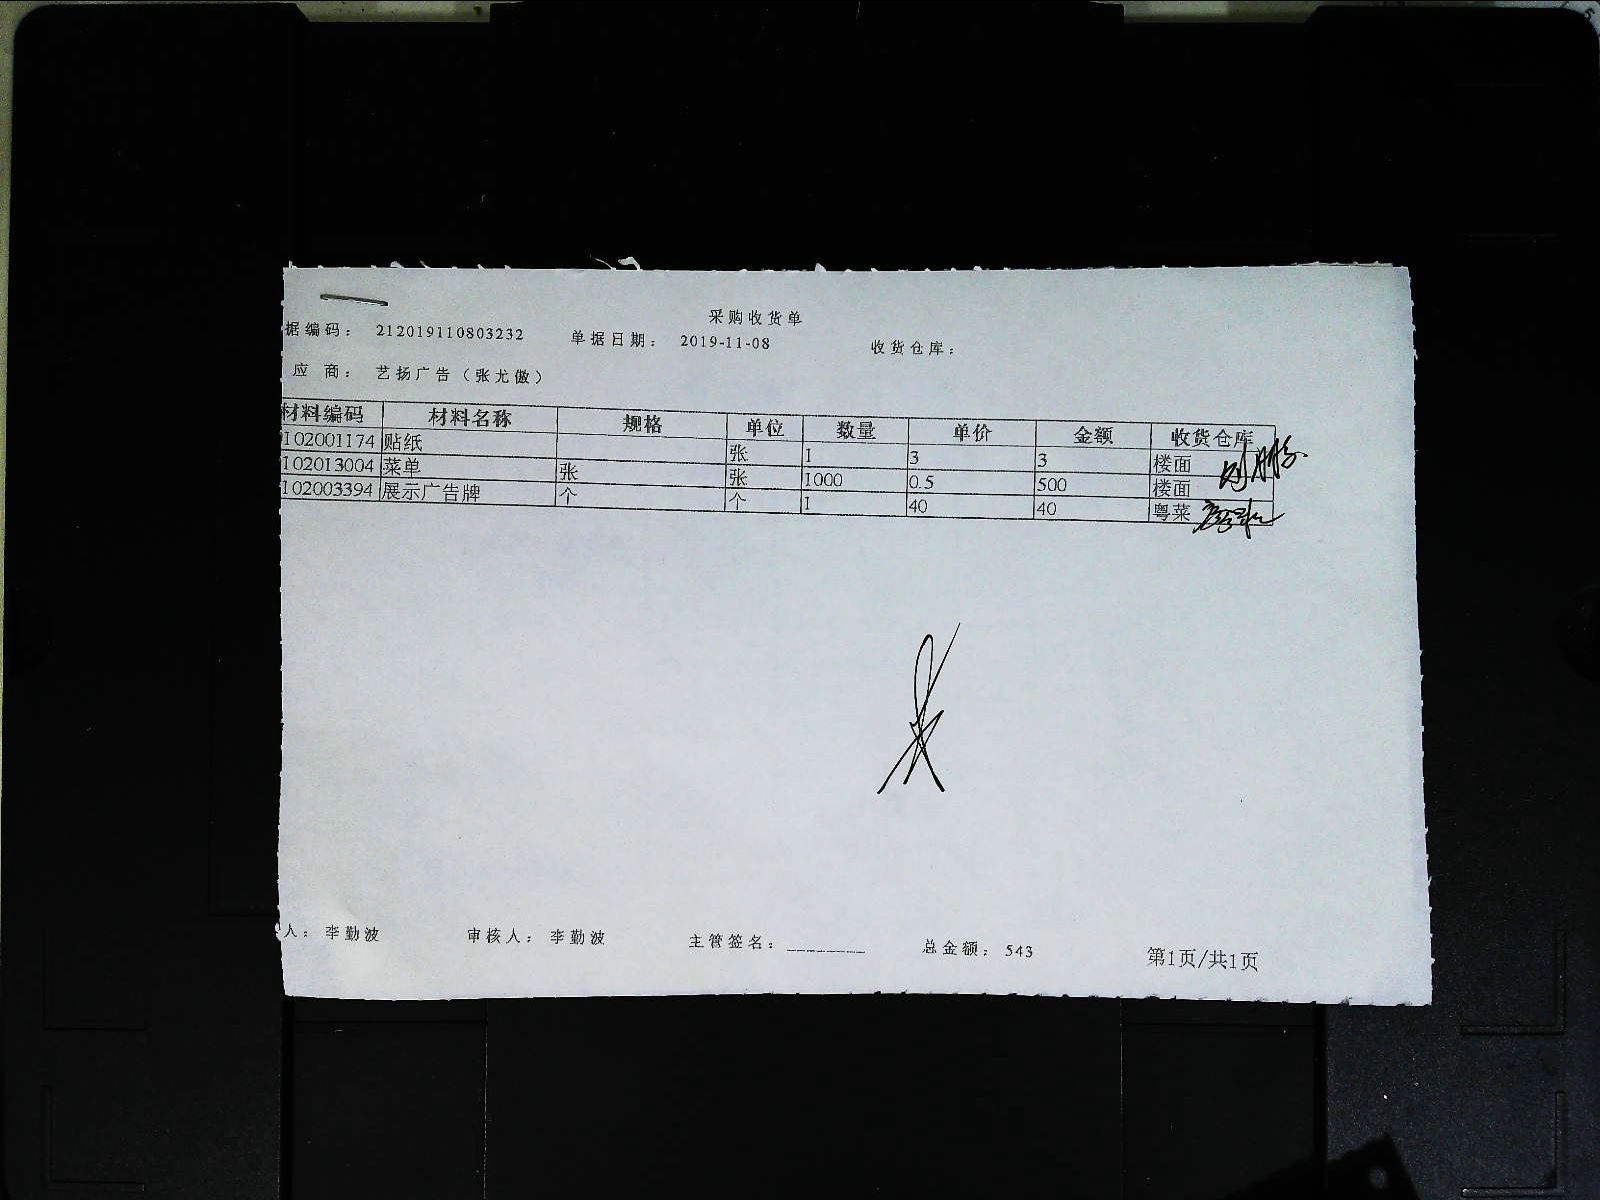 采购收货单
据编码： 212019110803232 单据日期： 2019-11-08 收货仓库：
应 商： 艺扬广告（张尤傲）
材料编码 材料名称 规格 单位 数量 单价 金额 收货仓库
102001174 贴纸 张 1 3 3 楼面
102013004 菜单 张 张 1000 0.5 500 楼面
102003394 展示广告牌 个 个 1 40 40 粤菜
人： 李勤波 审核人： 李勤波 主管签名：________ 总金额： 543 第1页/共1页